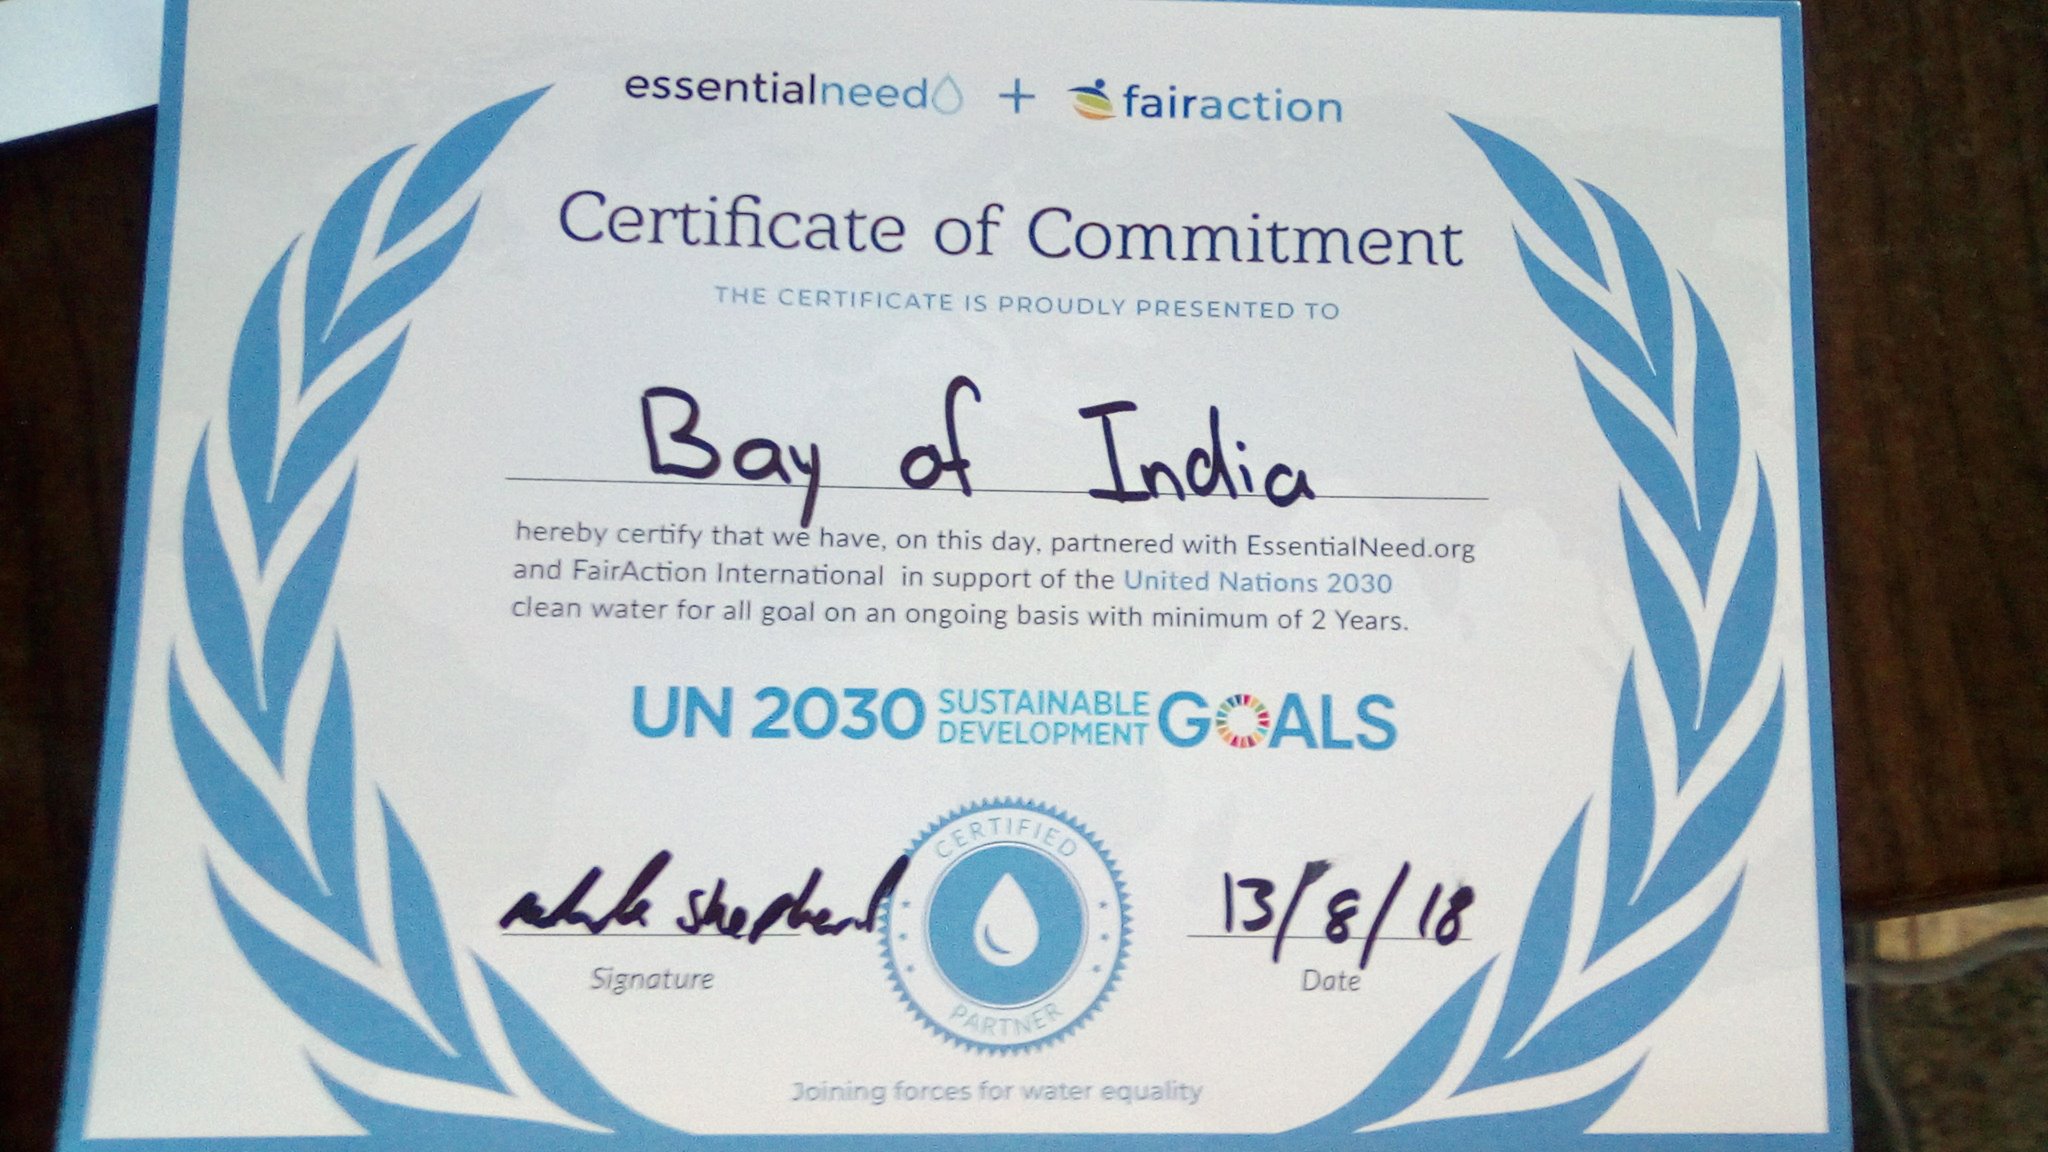 essentialneed + fairaction
Certificate of Commitment
THE CERTIFICATE IS PROUDLY PRESENTED TO
Bay of India
hereby certify that we have, on this day, partnered with EssentialNeed.org
and FairAction International in support of the United Nations 2030
clean water for all goal on an ongoing basis with minimum of 2 Years.
UN 2030 SUSTAINABLE DEVELOPMENT GOALS
CERTIFIED
Shepherd
13/8/18
Signature
Date
PARTNER
Joining forces for water equality